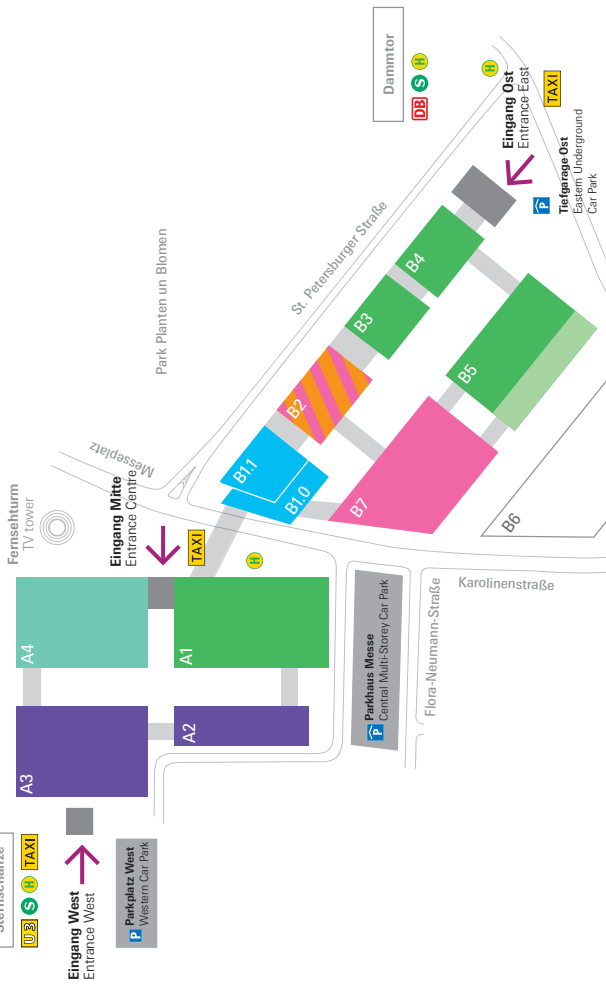 Dammtor
DB S H
H
Eingang Ost
Entrance East
TAXI
P
Tiefgarage Ost
Eastern Underground
Car Park
St. Petersburger Straße
Park Planten un Blomen
B4
B3
B2
B5
B1.1
B1.0
B7
B6
Messeplatz
Fernsehturm
TV tower
Eingang Mitte
Entrance Centre
TAXI
H
Karolinenstraße
A4
A1
A3
A2
P Parkhaus Messe
Central Multi-Storey Car Park
Flora-Neumann-Straße
Sternschanze
U3 S H TAXI
Eingang West
Entrance West
P Parkplatz West
Western Car Park